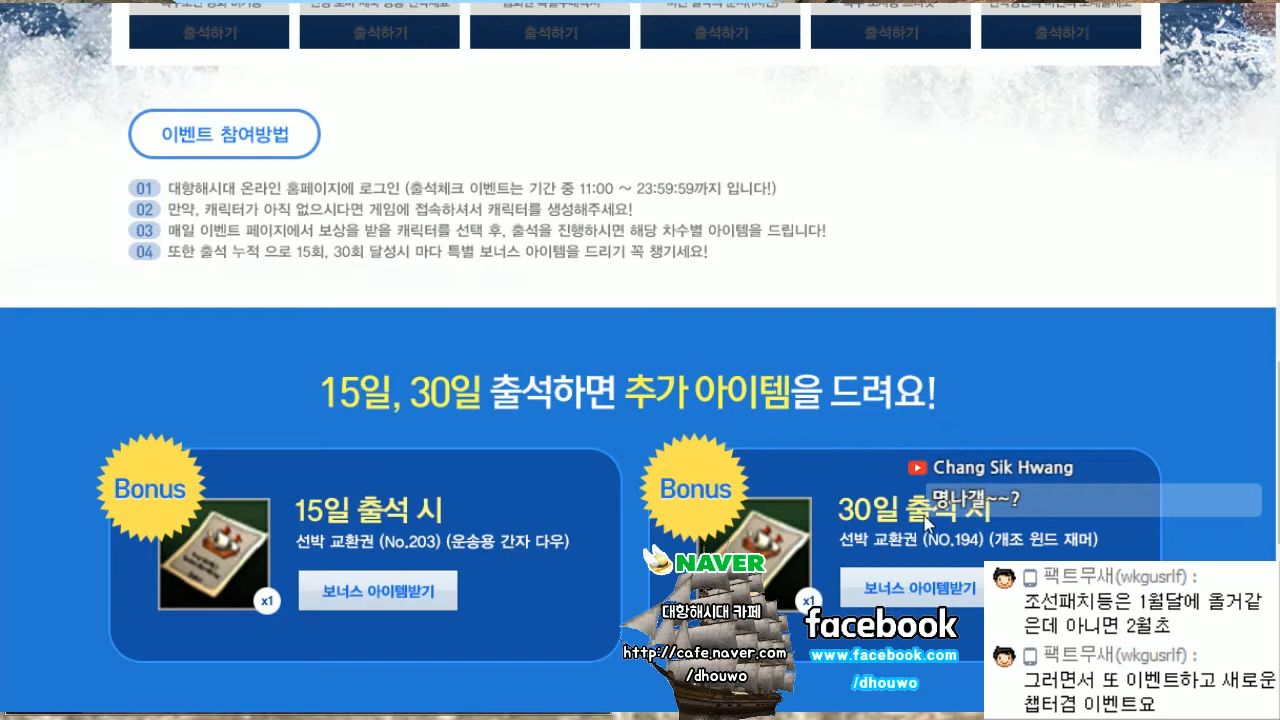 출석하기 출석하기 출석하기 출석하기 출석하기 출석하기
이벤트 참여방법
01 대항해시대 온라인 홈페이지에 로그인 (출석체크 이벤트는 기간 중 11:00 ~ 23:59:59까지 입니다!)
02 만약, 캐릭터가 아직 없으시다면 게임에 접속하셔서 캐릭터를 생성해주세요!
03 매일 이벤트 페이지에서 보상을 받을 캐릭터를 선택 후, 출석을 진행하시면 해당 차수별 아이템을 드립니다!
04 또한 출석 누적 으로 15회, 30회 달성시 마다 특별 보너스 아이템을 드리기 꼭 챙기세요!
15일, 30일 출석하면 추가 아이템을 드려요!
Bonus
15일 출석 시
선박 교환권 (No.203) (운송용 간자 다우)
x1
보너스 아이템받기
Bonus
30일 출석 시
선박 교환권 (NO.194) (개조 윈드 재머)
x1
보너스 아이템받기
Chang Sik Hwang
명나갤~~?
NAVER
대항해시대 카페
http://cafe.naver.com
/dhouwo
facebook
www.facebook.com
/dhouwo
팩트무새(wkgusrlf) :
조선패치등은 1월달에 올거같
은데 아니면 2월초
팩트무새(wkgusrlf) :
그러면서 또 이벤트하고 새로운
챕터겸 이벤트요